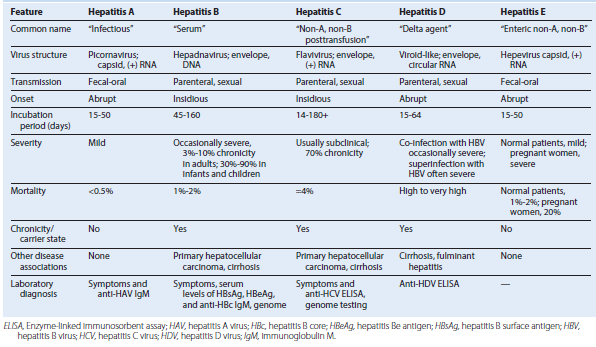 Feature Hepatitis A Hepatitis B Hepatitis C Hepatitis D Hepatitis E
Common name "Infectious" "Serum" "Non-A, non-B "Delta agent" "Enteric non-A, non-B"
posttransfusion"
Virus structure Picornavirus; Hepadnavirus; envelope, Flavivirus; envelope, Viroid-like; envelope, Hepevirus capsid, (+)
capsid, (+) RNA DNA (+) RNA circular RNA RNA
Transmission Fecal-oral Parenteral, sexual Parenteral, sexual Parenteral, sexual Fecal-oral
Onset Abrupt Insidious Insidious Abrupt Abrupt
Incubation 15-50 45-160 14-180+ 15-64 15-50
period (days)
Severity Mild Occasionally severe, Usually subclinical; Co-infection with HBV Normal patients, mild;
3%-10% chronicity 70% chronicity occasionally severe; pregnant women,
in adults; 30%-90% in superinfection with severe
infants and children HBV often severe
Mortality <0.5% 1%-2% ≈4% High to very high Normal patients,
1%-2%; pregnant
women, 20%
Chronicity/ No Yes Yes Yes No
carrier state
Other disease None Primary hepatocellular Primary hepatocellular Cirrhosis, fulminant None
associations carcinoma, cirrhosis carcinoma, cirrhosis hepatitis
Laboratory Symptoms and Symptoms, serum Symptoms and Anti-HDV ELISA —
diagnosis anti-HAV IgM levels of HBsAg, HBeAg, anti-HCV ELISA,
and anti-HBc IgM, genome genome testing
ELISA, Enzyme-linked immunosorbent assay; HAV, hepatitis A virus; HBc, hepatitis B core; HBeAg, hepatitis Be antigen; HBsAg, hepatitis B surface antigen; HBV,
hepatitis B virus; HCV, hepatitis C virus; HDV, hepatitis D virus; IgM, immunoglobulin M.